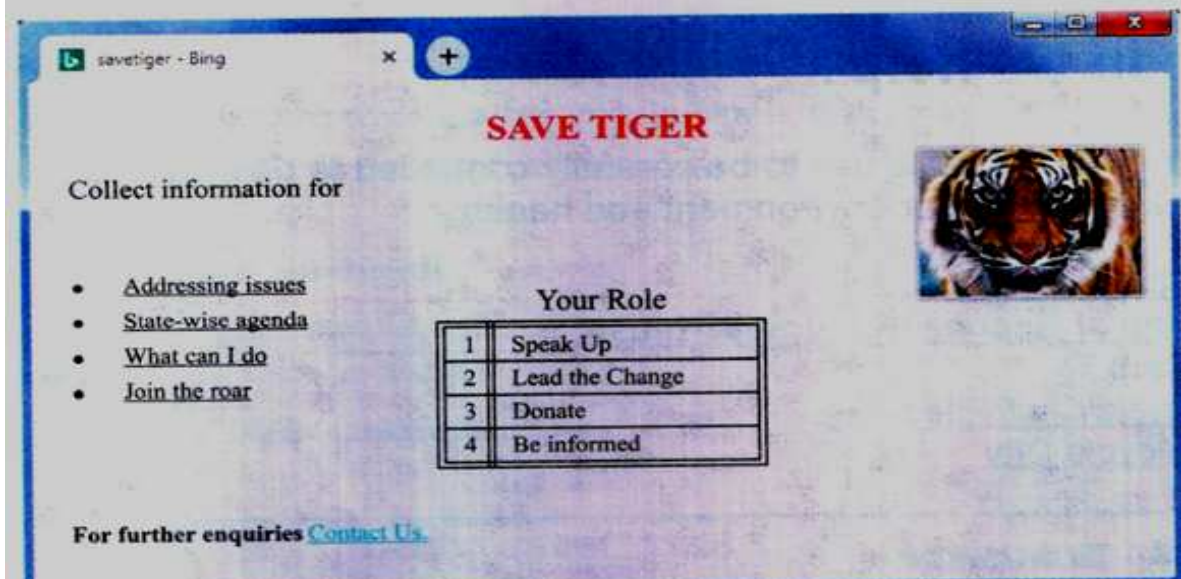 savetiger - Bing
SAVE TIGER
Collect information for
Addressing issues
State-wise agenda
What can I do
Join the roar
Your Role
1 Speak Up
2 Lead the Change
3 Donate
4 Be informed
For further enquiries Contact Us.